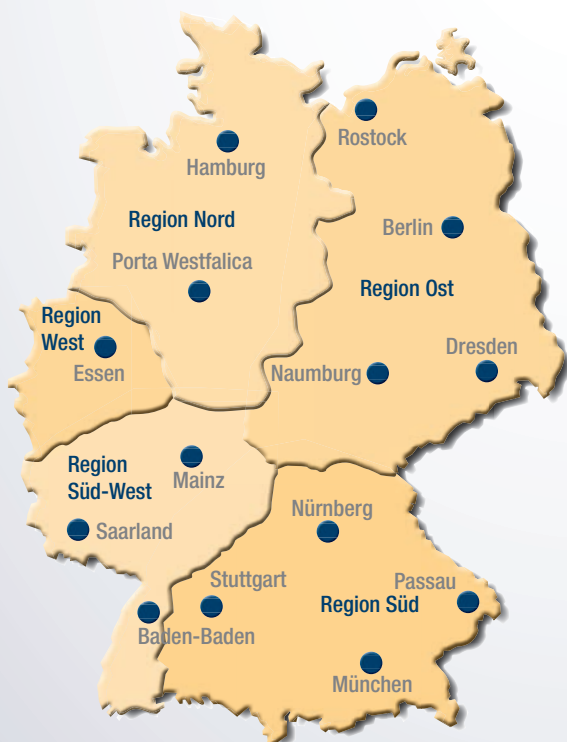 Rostock
Hamburg
Region Nord
Berlin
Porta Westfalica
Region Ost
Region
West
Essen
Dresden
Naumburg
Region
Süd-West
Mainz
Nürnberg
Saarland
Stuttgart
Passau
Region Süd
Baden-Baden
München